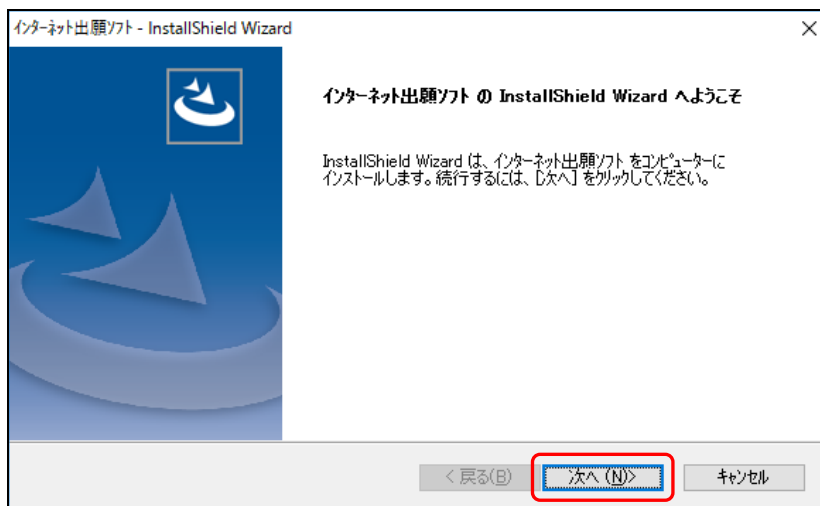 インターネット出願ソフト - InstallShield Wizard
インターネット出願ソフト の InstallShield Wizard へようこそ
InstallShield Wizard は、インターネット出願ソフト をコンピューターに
インストールします。続行するには、[次へ] をクリックしてください。
< 戻る(B)
次へ (N)>
キャンセル